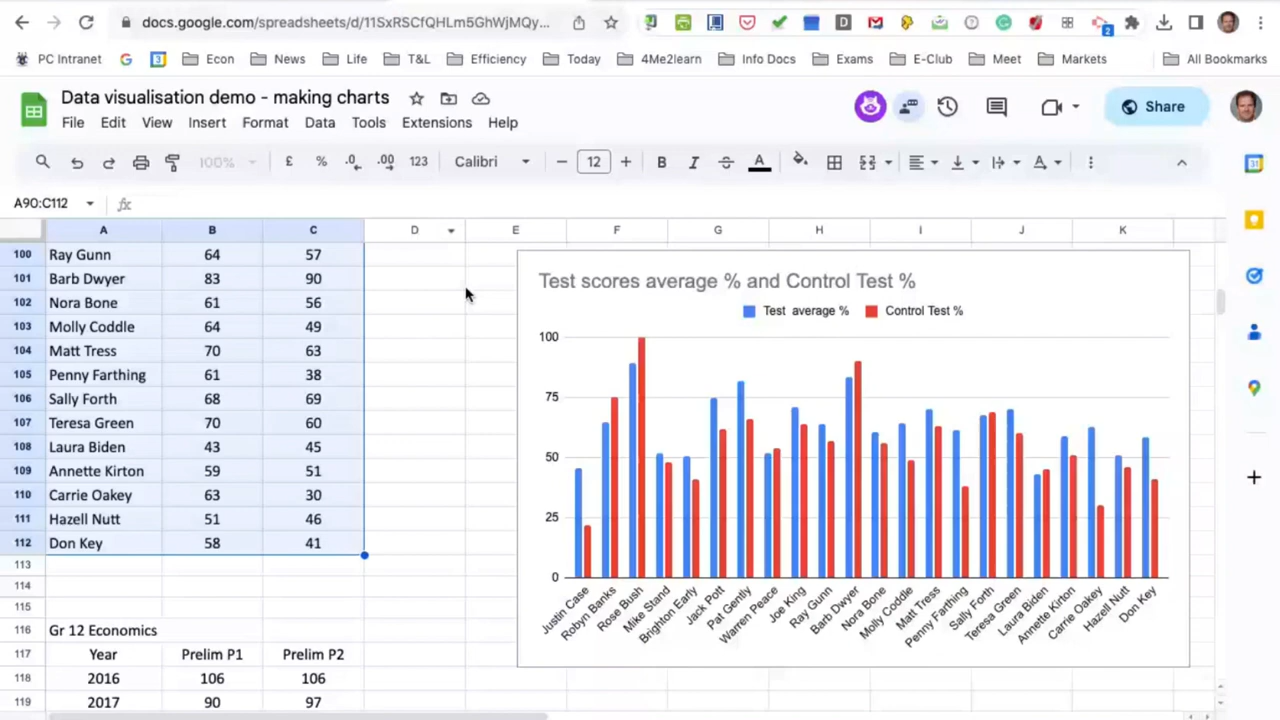 docs.google.com/spreadsheets/d/11SxRSCfQHLm5GhWjMQy...
2
PC Intranet Econ News Life T&L Efficiency Today 4Me2learn Info Docs Exams E-Club Meet Markets All Bookmarks
Data visualisation demo - making charts
Share
File Edit View Insert Format Data Tools Extensions Help
100% £ % .0 .00 123 Calibri 12 B I S A
A90:C112 fx
A B C D E F G H I J K
100 Ray Gunn 64 57
101 Barb Dwyer 83 90
102 Nora Bone 61 56
103 Molly Coddle 64 49
104 Matt Tress 70 63
105 Penny Farthing 61 38
106 Sally Forth 68 69
107 Teresa Green 70 60
108 Laura Biden 43 45
109 Annette Kirton 59 51
110 Carrie Oakey 63 30
111 Hazell Nutt 51 46
112 Don Key 58 41
113
114
115
116 Gr 12 Economics
117 Year Prelim P1 Prelim P2
118 2016 106 106
119 2017 90 97
Test scores average % and Control Test %
Test average % Control Test %
100
75
50
25
0
Justin Case Robyn Banks Rose Bush Mike Stand Brighton Early Jack Pott Pat Gently Warren Peace Joe King Ray Gunn Barb Dwyer Nora Bone Molly Coddle Matt Tress Penny Farthing Sally Forth Teresa Green Laura Biden Annette Kirton Carrie Oakey Hazell Nutt Don Key